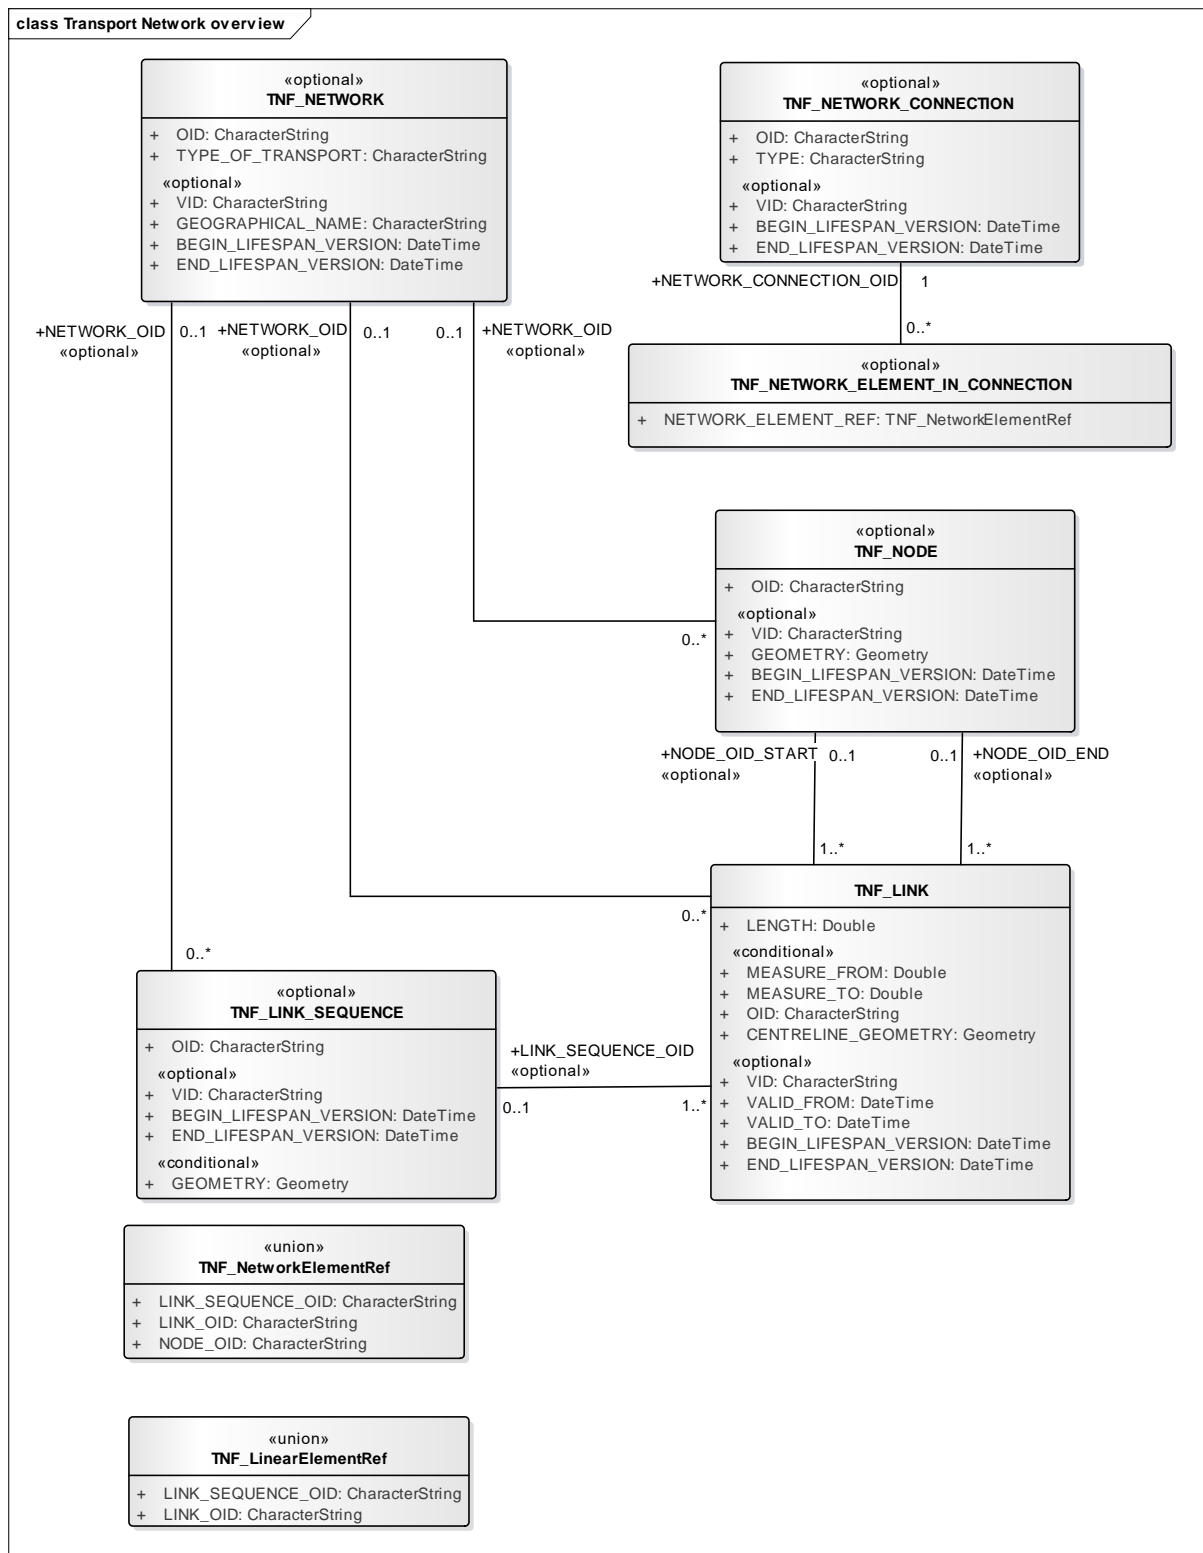 class Transport Network overview
«optional»
TNF_NETWORK
+ OID: CharacterString
+ TYPE_OF_TRANSPORT: CharacterString
«optional»
+ VID: CharacterString
+ GEOGRAPHICAL_NAME: CharacterString
+ BEGIN_LIFESPAN_VERSION: DateTime
+ END_LIFESPAN_VERSION: DateTime
«optional»
TNF_NETWORK_CONNECTION
+ OID: CharacterString
+ TYPE: CharacterString
«optional»
+ VID: CharacterString
+ BEGIN_LIFESPAN_VERSION: DateTime
+ END_LIFESPAN_VERSION: DateTime
+NETWORK_CONNECTION_OID 1
0..*
+NETWORK_OID 0..1
«optional»
+NETWORK_OID 0..1
«optional»
0..1 +NETWORK_OID
«optional»
«optional»
TNF_NETWORK_ELEMENT_IN_CONNECTION
+ NETWORK_ELEMENT_REF: TNF_NetworkElementRef
«optional»
TNF_NODE
+ OID: CharacterString
«optional»
+ VID: CharacterString
+ GEOMETRY: Geometry
+ BEGIN_LIFESPAN_VERSION: DateTime
+ END_LIFESPAN_VERSION: DateTime
0..*
+NODE_OID_START 0..1
«optional»
0..1 +NODE_OID_END
«optional»
1..*
1..*
TNF_LINK
+ LENGTH: Double
«conditional»
+ MEASURE_FROM: Double
+ MEASURE_TO: Double
+ OID: CharacterString
+ CENTRELINE_GEOMETRY: Geometry
«optional»
+ VID: CharacterString
+ VALID_FROM: DateTime
+ VALID_TO: DateTime
+ BEGIN_LIFESPAN_VERSION: DateTime
+ END_LIFESPAN_VERSION: DateTime
0..*
0..*
«optional»
TNF_LINK_SEQUENCE
+ OID: CharacterString
«optional»
+ VID: CharacterString
+ BEGIN_LIFESPAN_VERSION: DateTime
+ END_LIFESPAN_VERSION: DateTime
«conditional»
+ GEOMETRY: Geometry
+LINK_SEQUENCE_OID
«optional»
0..1
1..*
«union»
TNF_NetworkElementRef
+ LINK_SEQUENCE_OID: CharacterString
+ LINK_OID: CharacterString
+ NODE_OID: CharacterString
«union»
TNF_LinearElementRef
+ LINK_SEQUENCE_OID: CharacterString
+ LINK_OID: CharacterString